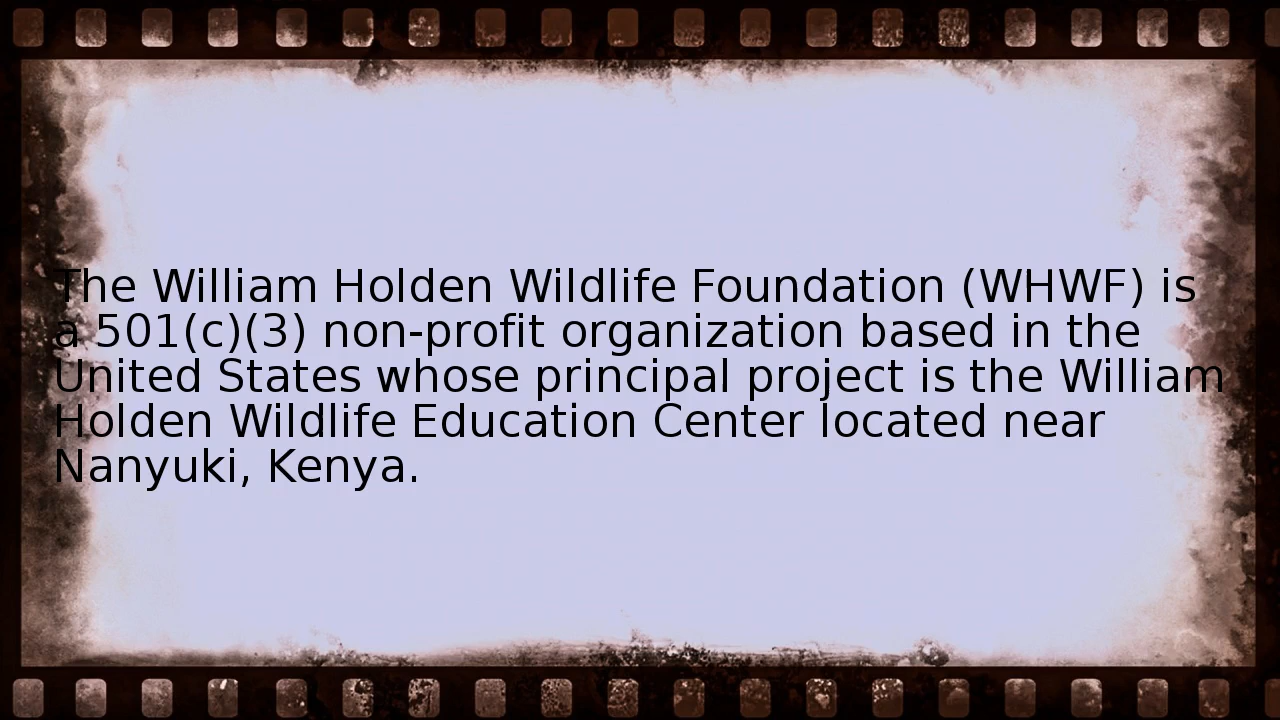 The William Holden Wildlife Foundation (WHWF) is
a 501(c)(3) non-profit organization based in the
United States whose principal project is the William
Holden Wildlife Education Center located near
Nanyuki, Kenya.